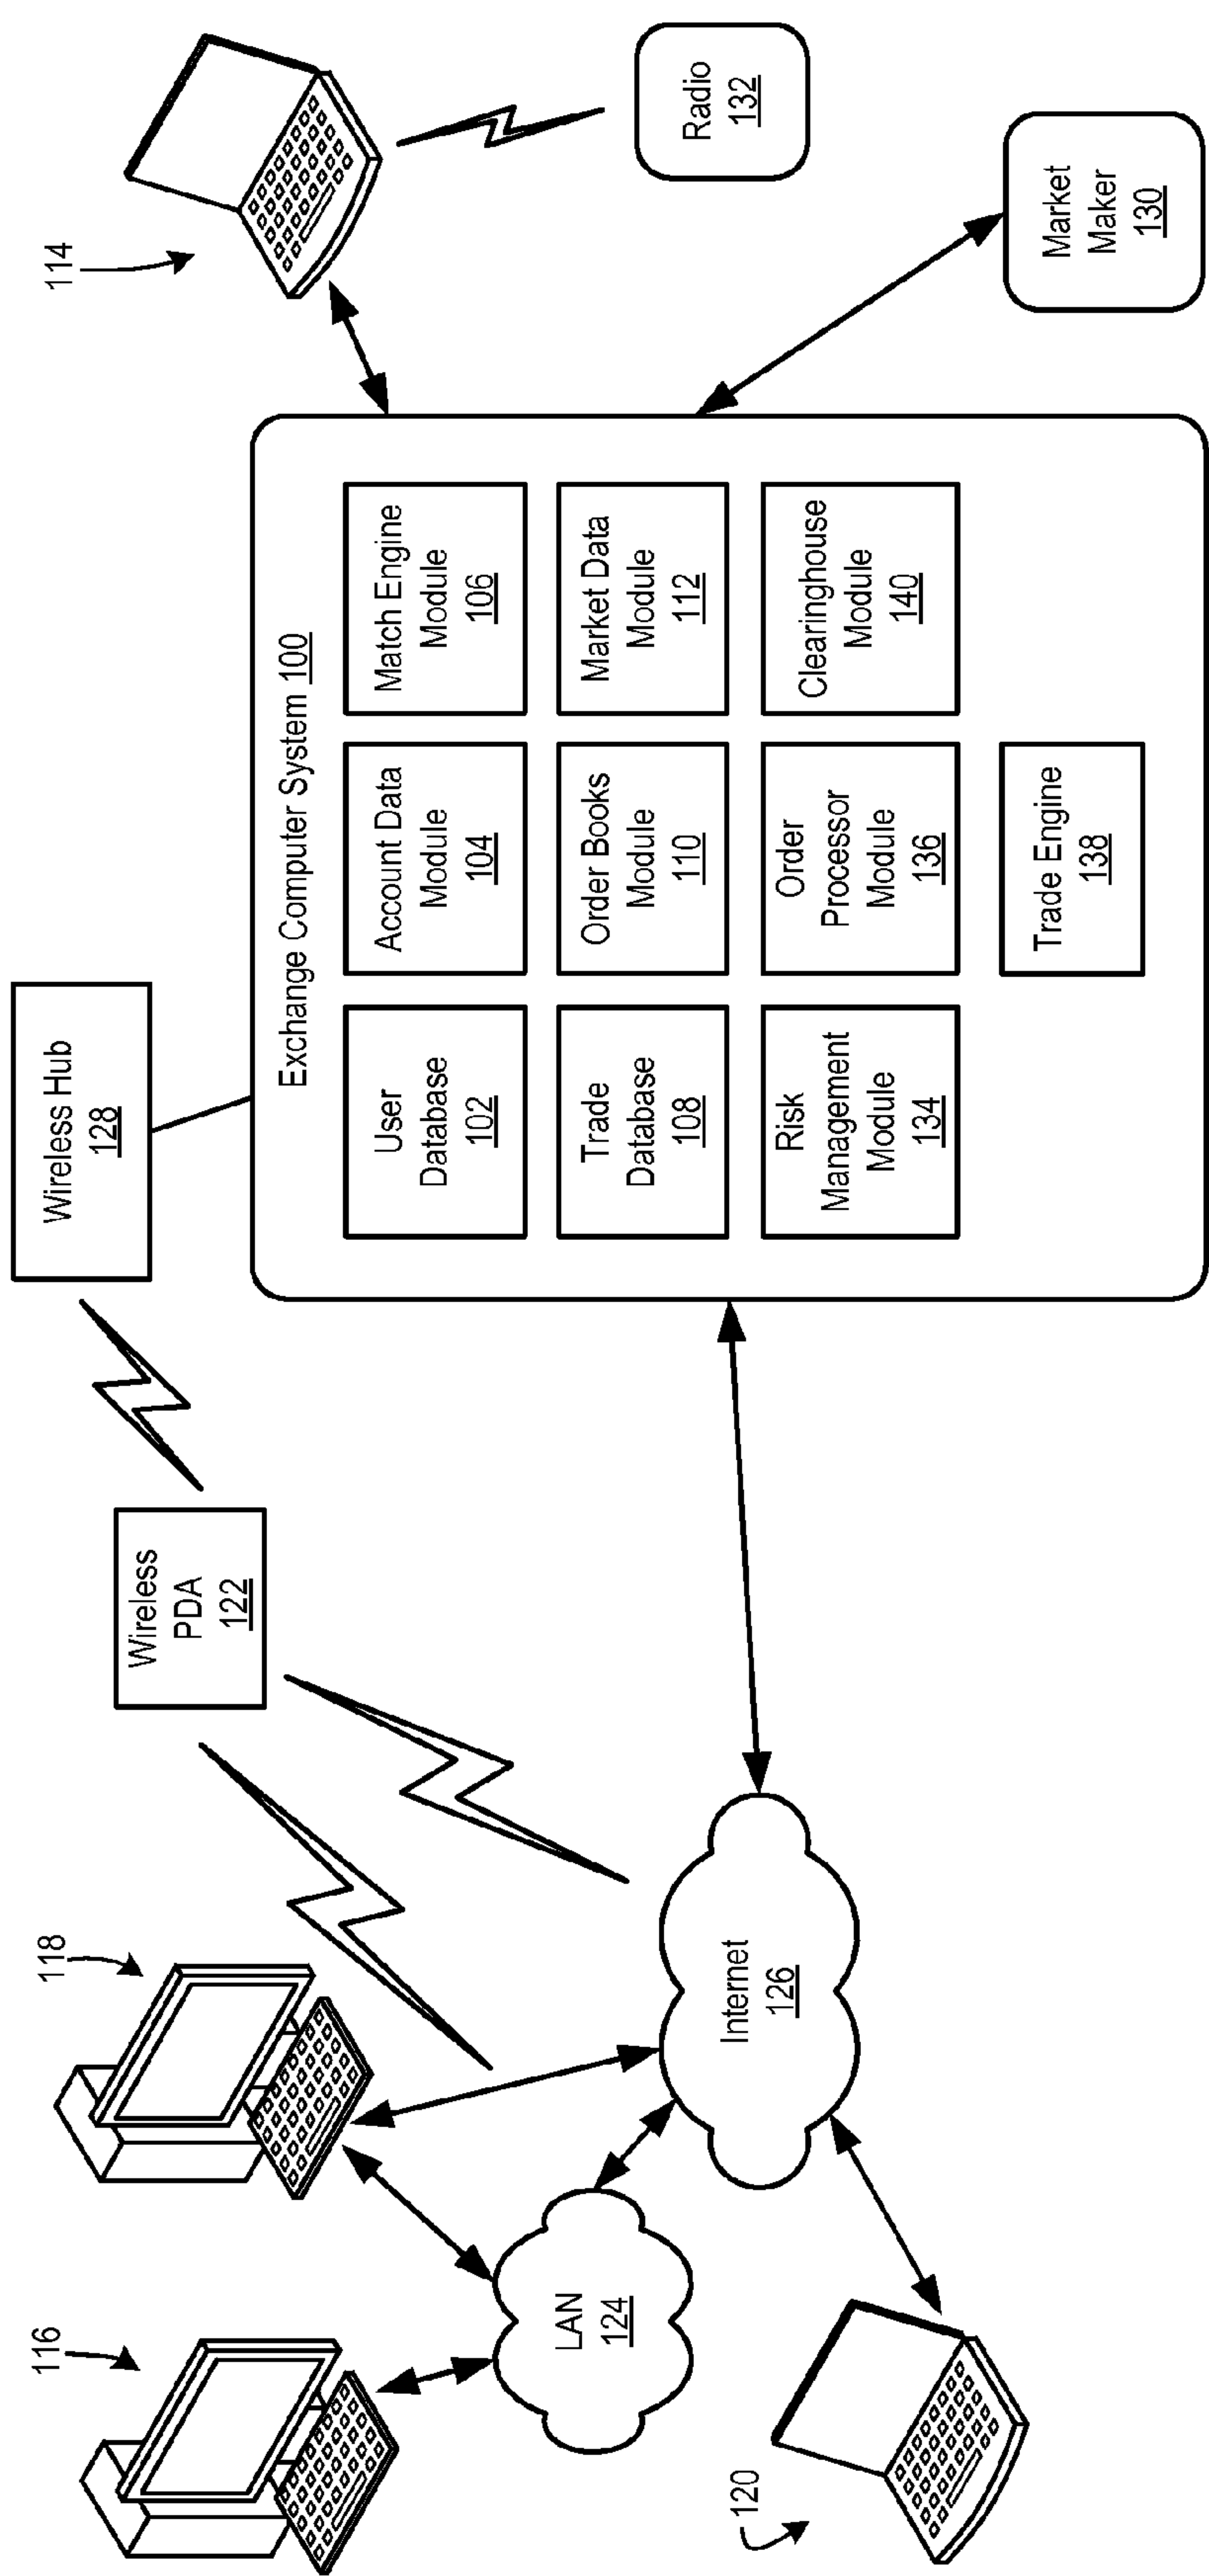 116
118
Wireless
PDA
122
Wireless Hub
128
114
Exchange Computer System 100
User
Database
102
Account Data
Module
104
Match Engine
Module
106
Trade
Database
108
Order Books
Module
110
Market Data
Module
112
Risk
Management
Module
134
Order
Processor
Module
136
Clearinghouse
Module
140
Trade Engine
138
Radio
132
Market
Maker
130
LAN
124
Internet
126
120